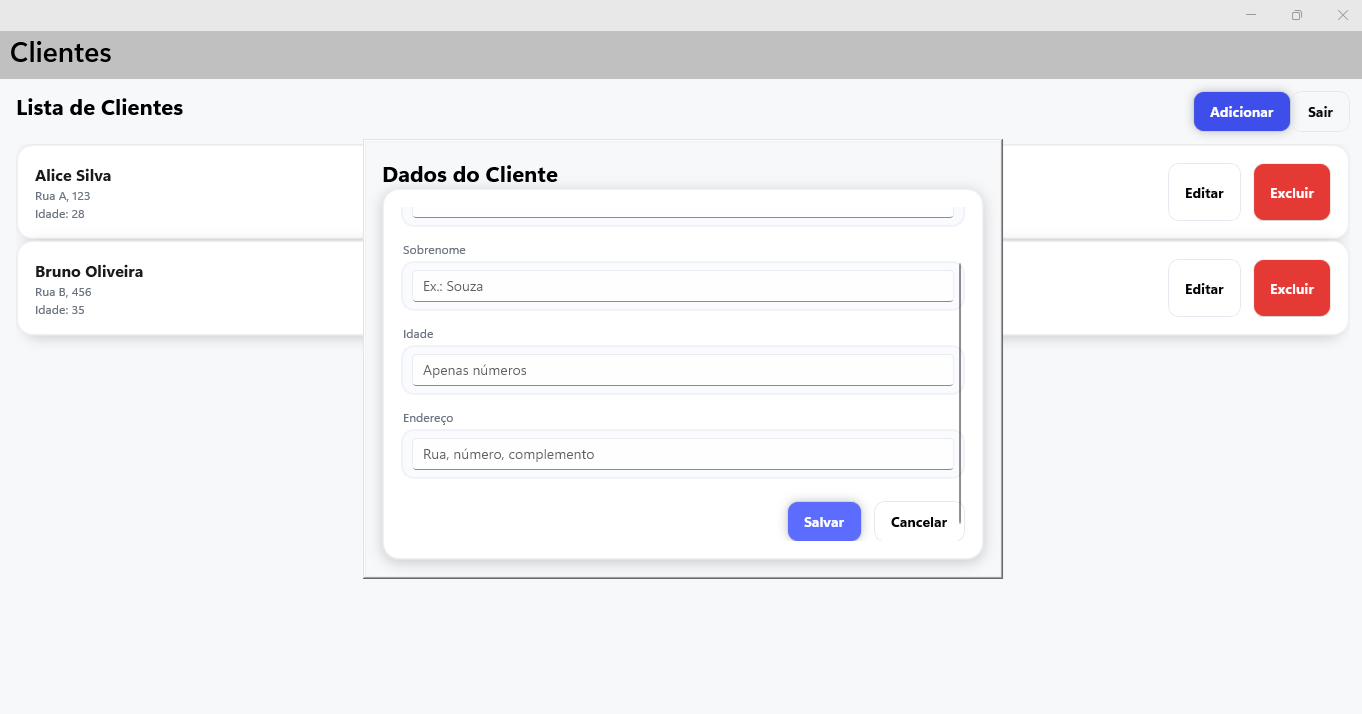 Clientes
Lista de Clientes
Adicionar
Sair
Alice Silva
Rua A, 123
Idade: 28
Editar
Excluir
Bruno Oliveira
Rua B, 456
Idade: 35
Editar
Excluir
Dados do Cliente
Sobrenome
Ex.: Souza
Idade
Apenas números
Endereço
Rua, número, complemento
Salvar
Cancelar